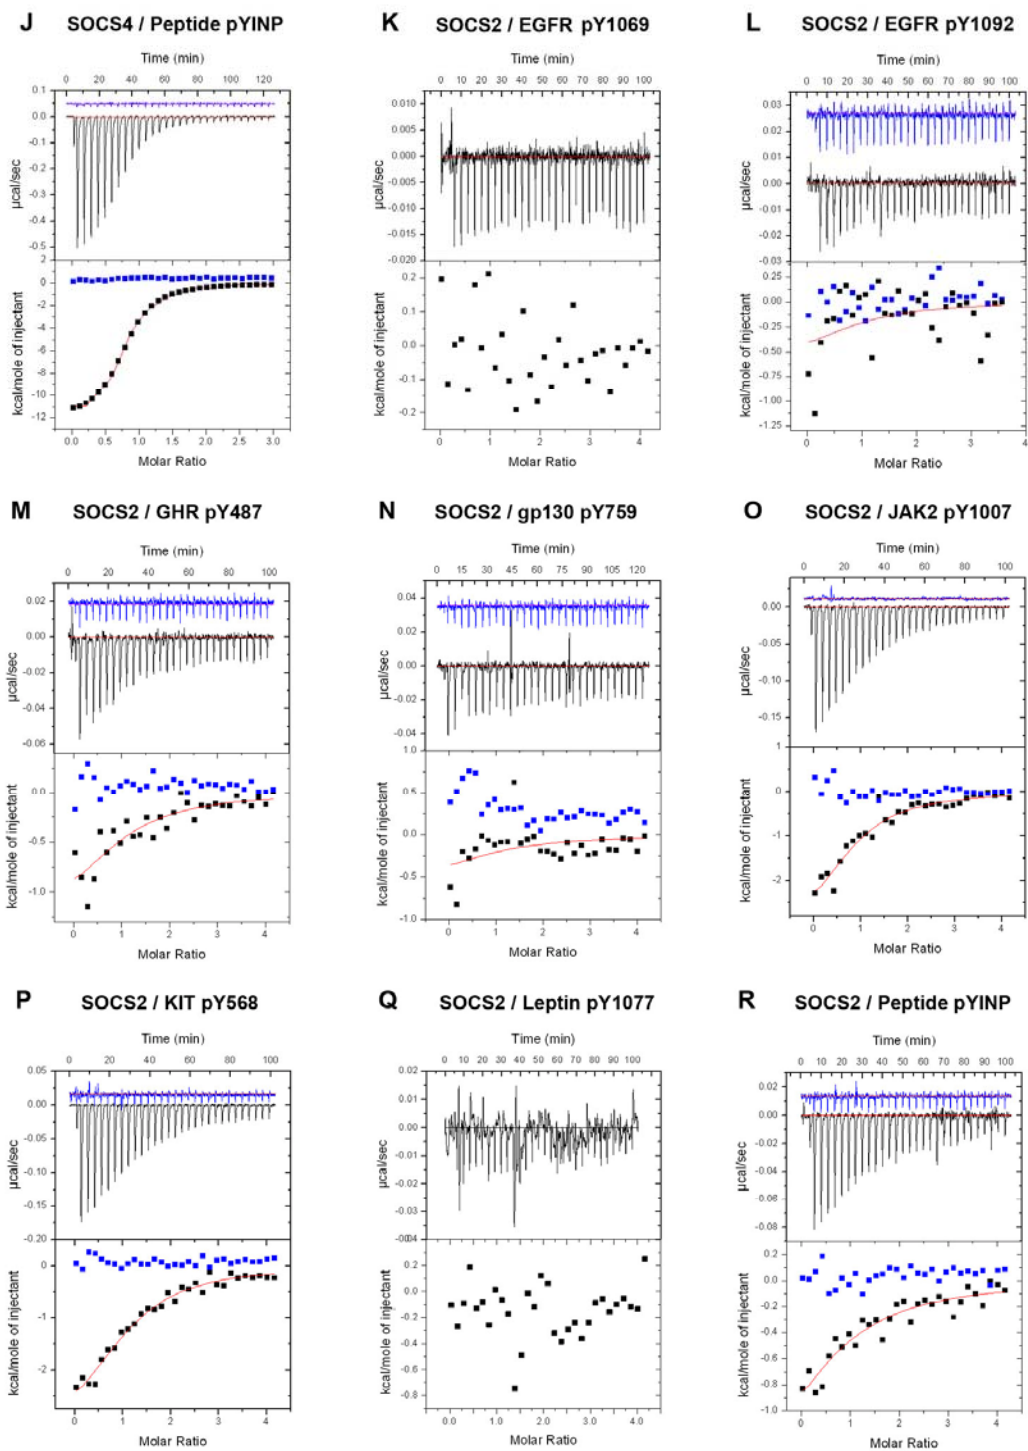 J SOCS4 / Peptide pYINP
Time (min)
0 20 40 60 80 100 120
0.1
0.0
-0.1
-0.2
-0.3
-0.4
-0.5
µcal/sec
2
0
-2
-4
-6
-8
-10
-12
kcal/mole of injectant
0.0 0.5 1.0 1.5 2.0 2.5 3.0
Molar Ratio
K SOCS2 / EGFR pY1069
Time (min)
0 10 20 30 40 50 60 70 80 90 100
0.010
0.005
0.000
-0.005
-0.010
-0.015
-0.020
0.2
0.1
0.0
-0.1
-0.2
0 1 2 3 4
Molar Ratio
L SOCS2 / EGFR pY1092
Time (min)
0 10 20 30 40 50 60 70 80 90 100
0.03
0.02
0.01
0.00
-0.01
-0.02
-0.03
µcal/sec
0.25
0.00
-0.25
-0.50
-0.75
-1.00
-1.25
kcal/mole of injectant
0 1 2 3 4
Molar Ratio
M SOCS2 / GHR pY487
Time (min)
0 20 40 60 80 100
0.02
0.00
-0.02
-0.04
-0.06
µcal/sec
0.0
-0.5
-1.0
kcal/mole of injectant
0 1 2 3 4
Molar Ratio
N SOCS2 / gp130 pY759
Time (min)
0 15 30 45 60 75 90 105 120
0.04
0.02
0.00
-0.02
-0.04
µcal/sec
1.0
0.5
0.0
-0.5
-1.0
kcal/mole of injectant
0 1 2 3 4
Molar Ratio
O SOCS2 / JAK2 pY1007
Time (min)
0 20 40 60 80 100
0.00
-0.05
-0.10
-0.15
µcal/sec
1
0
-1
-2
kcal/mole of injectant
0 1 2 3 4
Molar Ratio
P SOCS2 / KIT pY568
Time (min)
0 20 40 60 80 100
0.05
0.00
-0.05
-0.10
-0.15
-0.20
µcal/sec
0
-1
-2
kcal/mole of injectant
0 1 2 3 4
Molar Ratio
Q SOCS2 / Leptin pY1077
Time (min)
0 10 20 30 40 50 60 70 80 90 100
0.02
0.01
0.00
-0.01
-0.02
-0.03
µcal/sec
0.0
-0.2
-0.4
-0.6
-0.8
kcal/mole of injectant
0.0 1.0 2.0 3.0 4.0
Molar Ratio
R SOCS2 / Peptide pYINP
Time (min)
0 10 20 30 40 50 60 70 80 90 100
0.02
0.00
-0.02
-0.04
-0.06
-0.08
µcal/sec
0.2
0.0
-0.2
-0.4
-0.6
-0.8
-1.0
kcal/mole of injectant
0 1 2 3 4
Molar Ratio